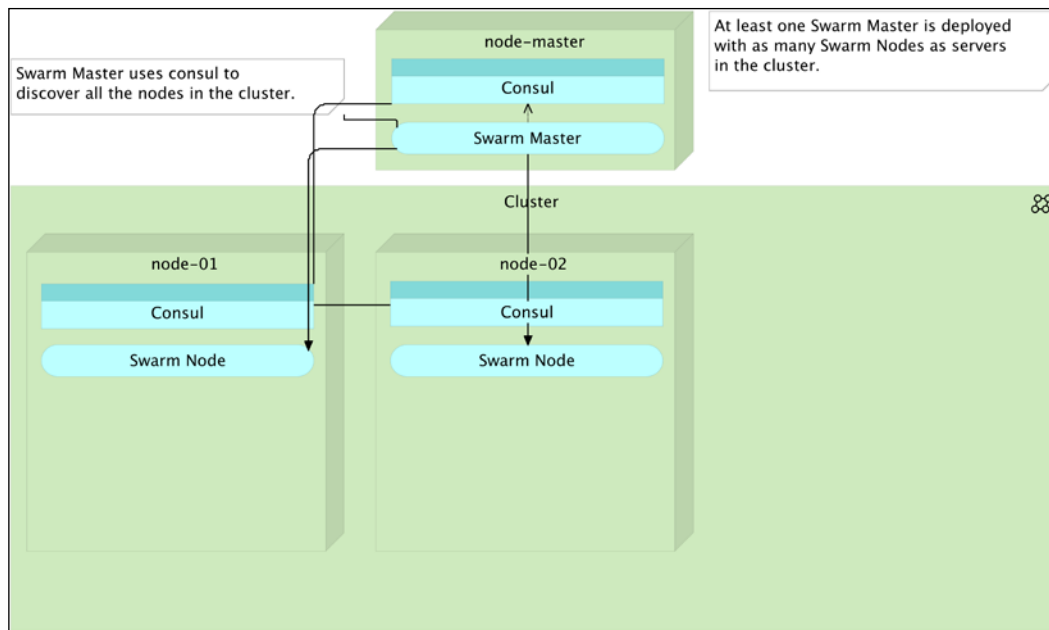 node-master
At least one Swarm Master is deployed
with as many Swarm Nodes as servers
in the cluster.
Swarm Master uses consul to
discover all the nodes in the cluster.
Consul
Swarm Master
Cluster
node-01
node-02
Consul
Consul
Swarm Node
Swarm Node